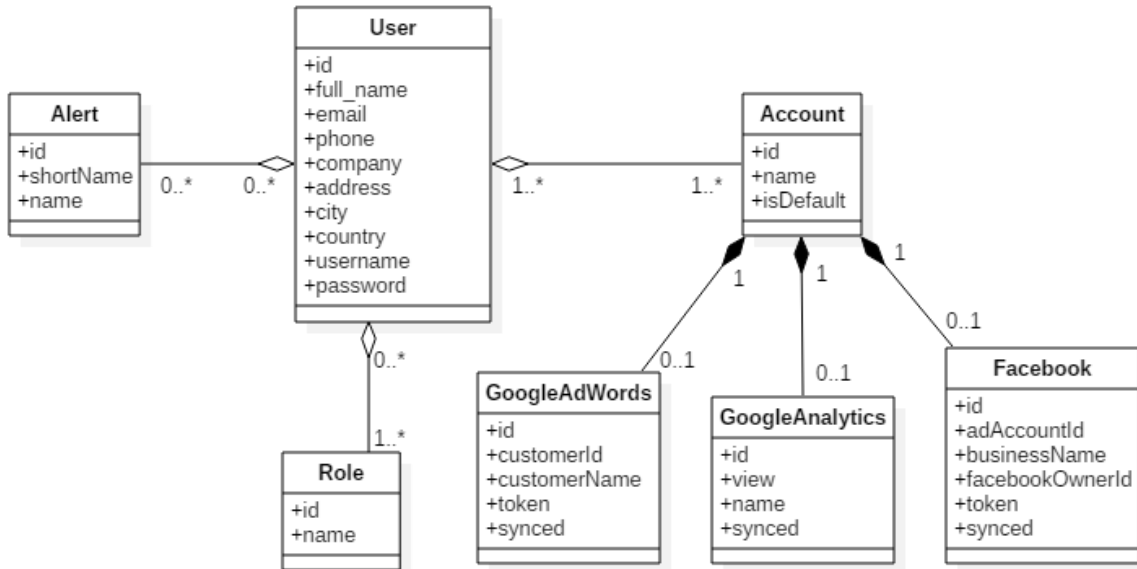 User
+id
+full_name
+email
+phone
+company
+address
+city
+country
+username
+password
Alert
+id
+shortName
+name
0..*
0..*
1..*
1..*
Account
+id
+name
+isDefault
0..*
1..*
Role
+id
+name
1
0..1
1
0..1
1
0..1
GoogleAdWords
+id
+customerId
+customerName
+token
+synced
GoogleAnalytics
+id
+view
+name
+synced
Facebook
+id
+adAccountId
+businessName
+facebookOwnerId
+token
+synced